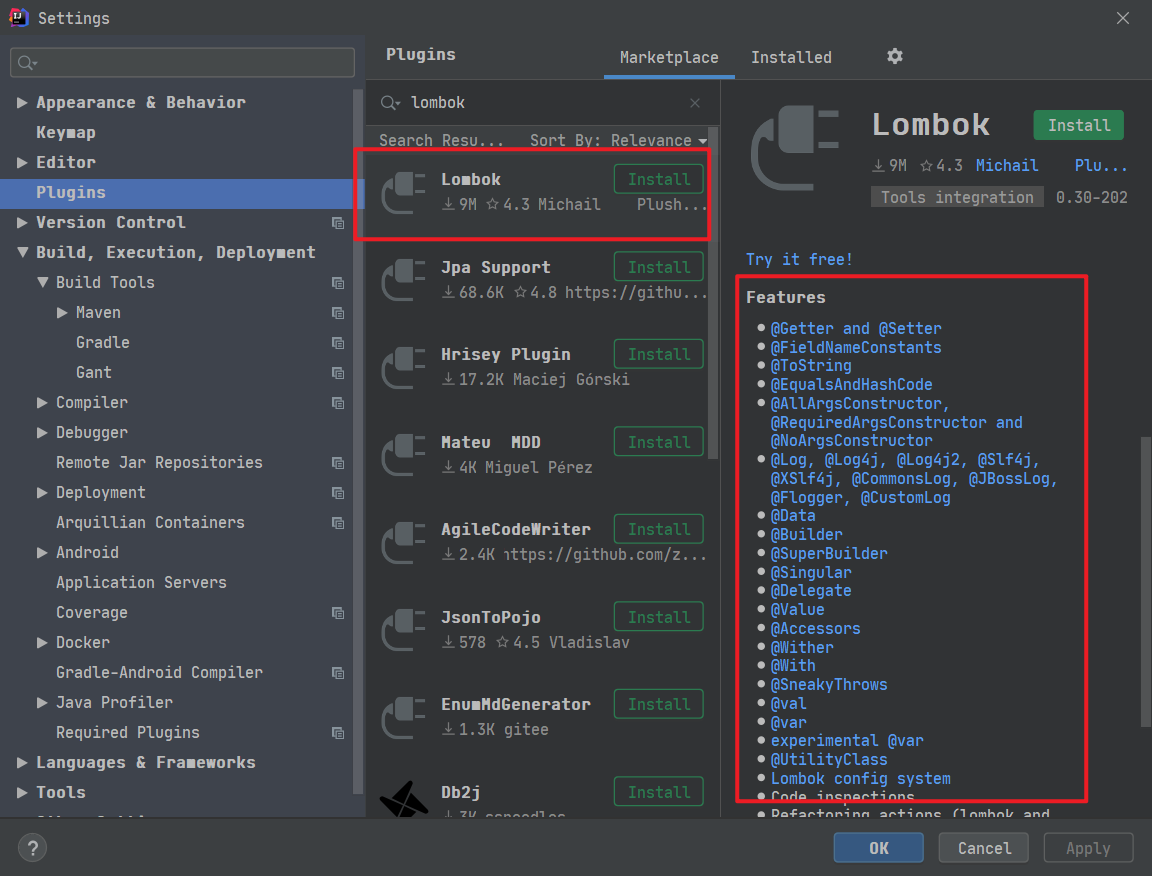 Settings
Appearance & Behavior
Keymap
Editor
Plugins
Version Control
Build, Execution, Deployment
Build Tools
Maven
Gradle
Gant
Compiler
Debugger
Remote Jar Repositories
Deployment
Arquillian Containers
Android
Application Servers
Coverage
Docker
Gradle-Android Compiler
Java Profiler
Required Plugins
Languages & Frameworks
Tools
Plugins
Marketplace
Installed
lombok
Search Resu... Sort By: Relevance
Lombok Install
9M 4.3 Michail Plush...
Jpa Support Install
68.6K 4.8 https://githu...
Hrisey Plugin Install
17.2K Maciej Górski
Mateu MDD Install
4K Miguel Pérez
AgileCodeWriter Install
2.4K https://github.com/z...
JsonToPojo Install
578 4.5 Vladislav
EnumMdGenerator Install
1.3K gitee
Db2j Install
3K
Lombok Install
9M 4.3 Michail Plu...
Tools integration 0.30-202
Try it free!
Features
@Getter and @Setter
@FieldNameConstants
@ToString
@EqualsAndHashCode
@AllArgsConstructor,
@RequiredArgsConstructor and
@NoArgsConstructor
@Log, @Log4j, @Log4j2, @Slf4j,
@XSlf4j, @CommonsLog, @JBossLog,
@Flogger, @CustomLog
@Data
@Builder
@SuperBuilder
@Singular
@Delegate
@Value
@Accessors
@Wither
@With
@SneakyThrows
@val
@var
experimental @var
@UtilityClass
Lombok config system
Code inspections
Refactoring actions (lombok and
?
OK
Cancel
Apply